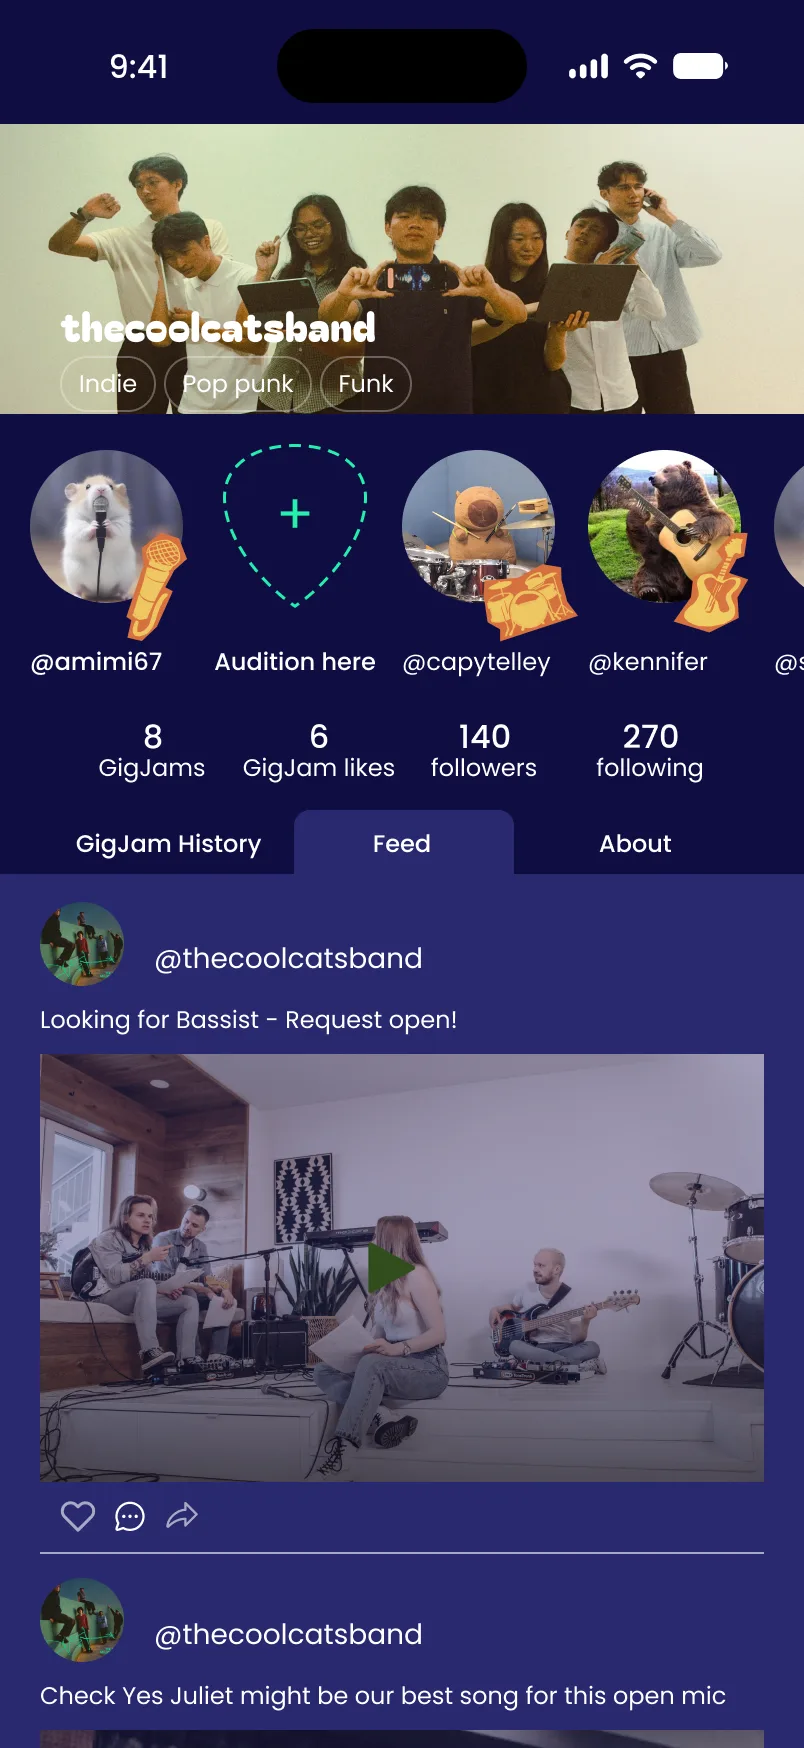 9:41
thecoolcatsband
Indie Pop punk Funk
+
@amimi67 Audition here @capytelley @kennifer @s
8 6 140 270
GigJams GigJam likes followers following
GigJam History Feed About
@thecoolcatsband
Looking for Bassist - Request open!
@thecoolcatsband
Check Yes Juliet might be our best song for this open mic